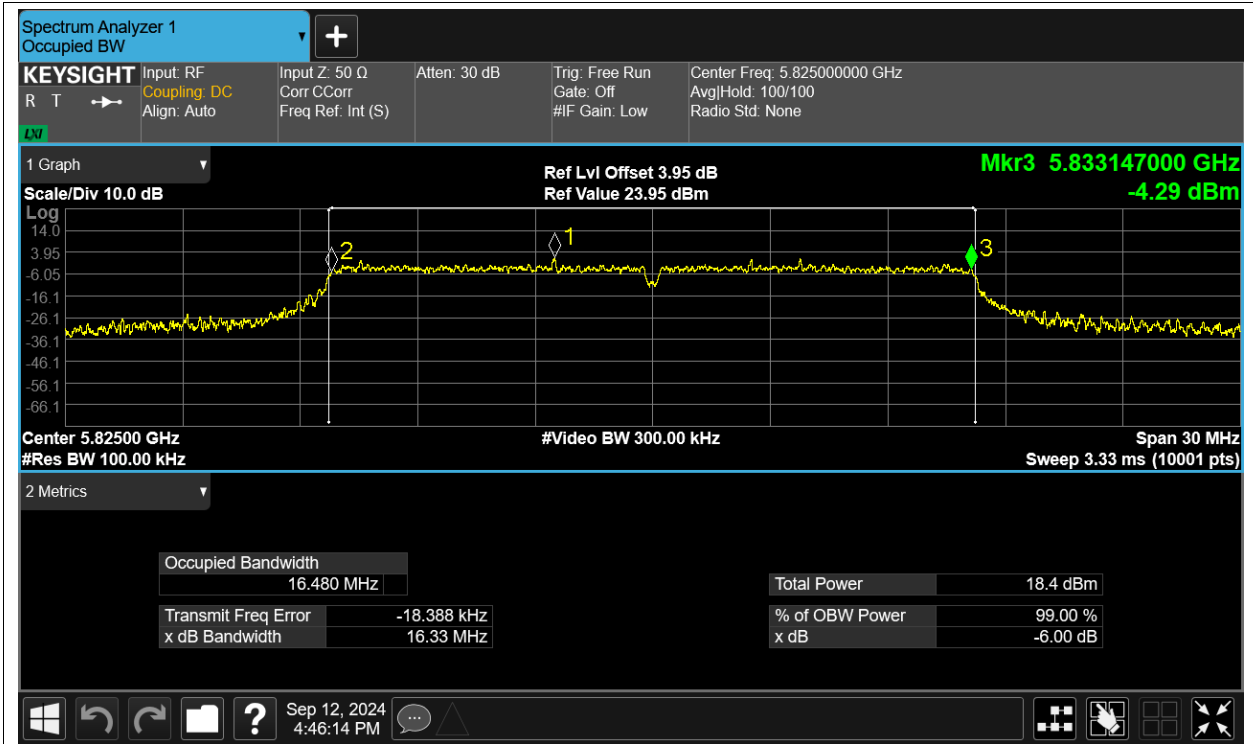 Spectrum Analyzer 1
Occupied BW
KEYSIGHT
R T
LXI
Input: RF
Coupling: DC
Align: Auto
Input Z: 50 Ω
Corr CCorr
Freq Ref: Int (S)
Atten: 30 dB
Trig: Free Run
Gate: Off
#IF Gain: Low
Center Freq: 5.825000000 GHz
Avg|Hold: 100/100
Radio Std: None
1 Graph
Ref Lvl Offset 3.95 dB
Mkr3 5.833147000 GHz
Scale/Div 10.0 dB
Ref Value 23.95 dBm
-4.29 dBm
Log
14.0
3.95
-6.05
-16.1
-26.1
-36.1
-46.1
-56.1
-66.1
2
1
3
Center 5.82500 GHz
#Video BW 300.00 kHz
Span 30 MHz
#Res BW 100.00 kHz
Sweep 3.33 ms (10001 pts)
2 Metrics
Occupied Bandwidth
16.480 MHz
Total Power 18.4 dBm
Transmit Freq Error -18.388 kHz
% of OBW Power 99.00 %
x dB Bandwidth 16.33 MHz
x dB -6.00 dB
?
Sep 12, 2024
4:46:14 PM